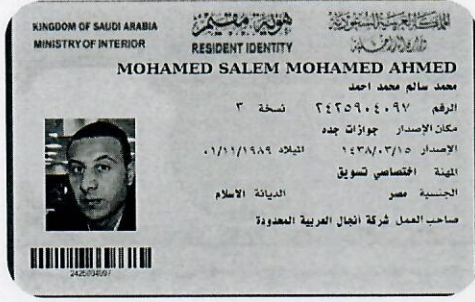 KINGDOM OF SAUDI ARABIA
MINISTRY OF INTERIOR
هوية مقيم
RESIDENT IDENTITY
المملكة العربية السعودية
وزارة الداخلية
MOHAMED SALEM MOHAMED AHMED
محمد سالم محمد احمد
الرقم ٢٤٢٥٩٠٤٠٩٧ نسخة ٣
مكان الإصدار جوازات جده
الإصدار ١٤٣٨/٠٣/١٥ الميلاد ٠١/١١/١٩٨٩
المهنة اختصاصي تسويق
الجنسية مصر الديانة الاسلام
صاحب العمل شركة أنجال العربية المحدودة
2425904097